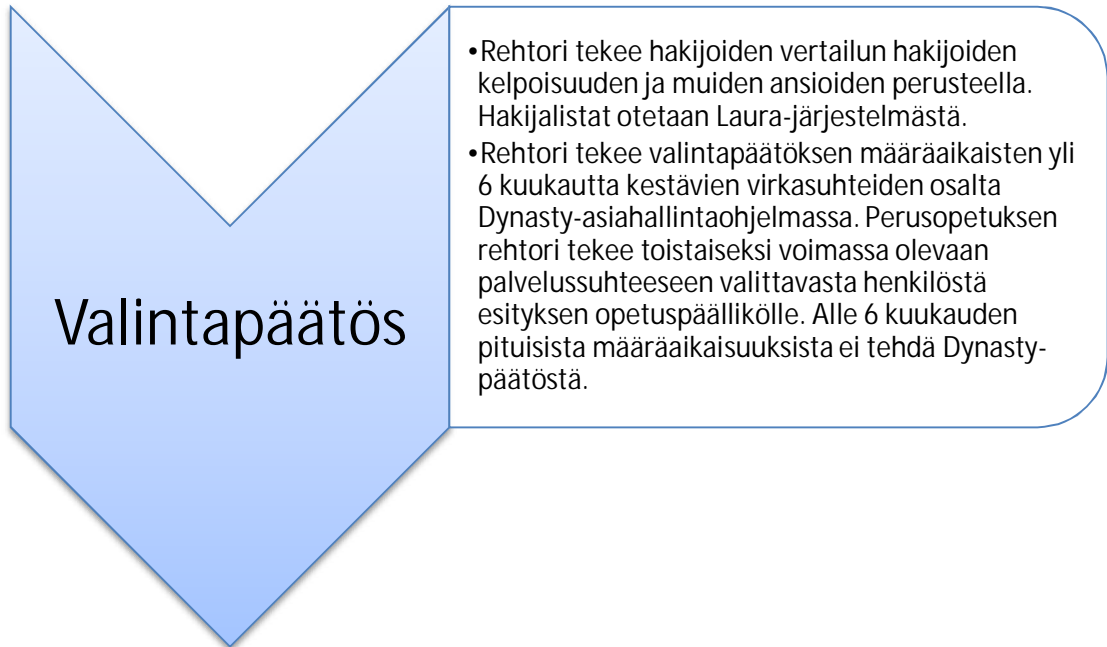 Valintapäätös
•Rehtori tekee hakijoiden vertailun hakijoiden
kelpoisuuden ja muiden ansioiden perusteella.
Hakijalistat otetaan Laura-järjestelmästä.
•Rehtori tekee valintapäätöksen määräaikaisten yli
6 kuukautta kestävien virkasuhteiden osalta
Dynasty-asiahallintaohjelmassa. Perusopetuksen
rehtori tekee toistaiseksi voimassa olevaan
palvelussuhteeseen valittavasta henkilöstä
esityksen opetuspäällikölle. Alle 6 kuukauden
pituisista määräaikaisuuksista ei tehdä Dynasty-
päätöstä.